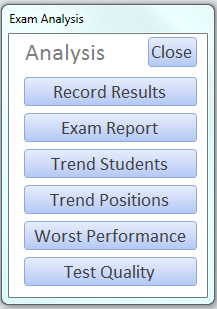 Exam Analysis
Analysis Close
Record Results
Exam Report
Trend Students
Trend Positions
Worst Performance
Test Quality